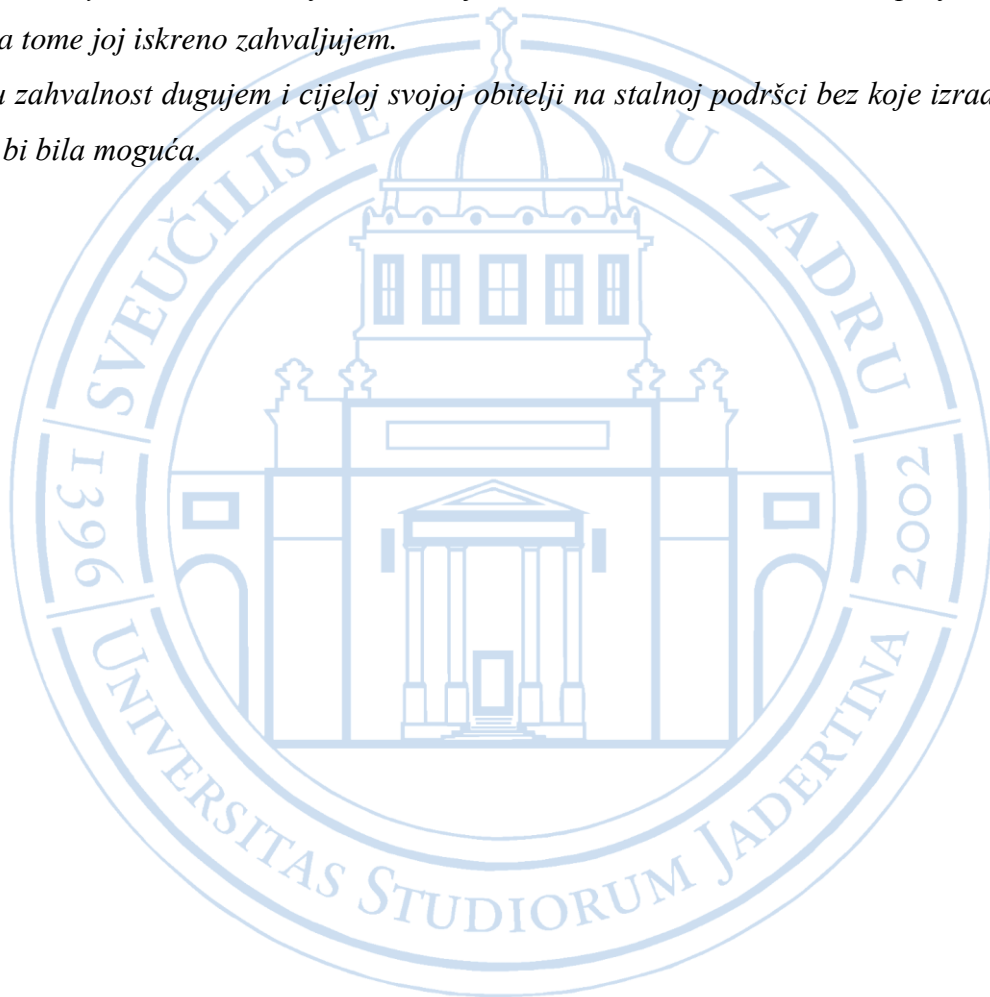 a tome joj iskreno zahvaljujem.
u zahvalnost dugujem i cijeloj svojoj obitelji na stalnoj podršci bez koje izrad
bi bila moguća.
SVEUČILIŠTE U ZADRU
1396
2002
UNIVERSITAS STUDIORUM JADERTINA